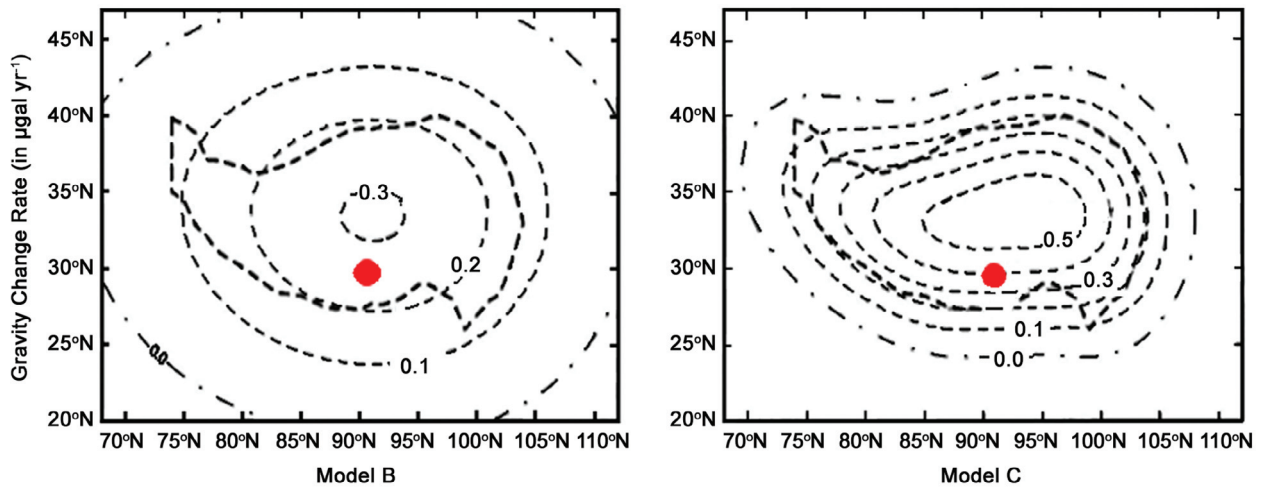 Gravity Change Rate (in µgal yr⁻¹)
45°N
40°N
35°N
30°N
25°N
20°N
70°N 75°N 80°N 85°N 90°N 95°N 100°N 105°N 110°N
-0.3
0.2
0.1
0.0
Model B
45°N
40°N
35°N
30°N
25°N
20°N
70°N 75°N 80°N 85°N 90°N 95°N 100°N 105°N 110°N
0.5
0.3
0.1
0.0
Model C